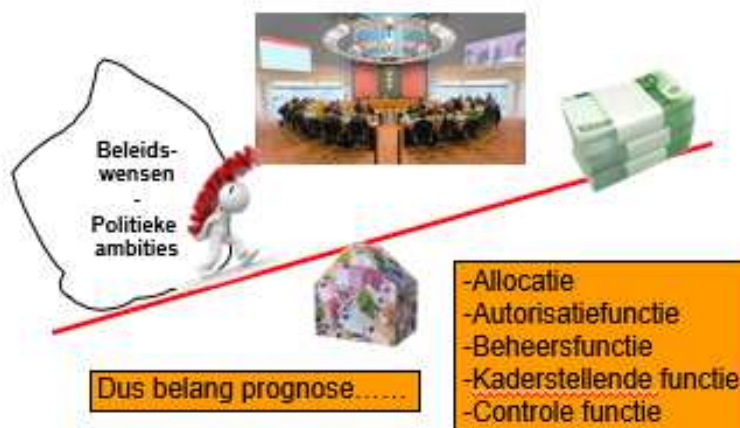 Beleids-
wensen
-
Politieke
ambities
Dus belang prognose......
-Allocatie
-Autorisatiefunctie
-Beheersfunctie
-Kaderstellende functie
-Controle functie